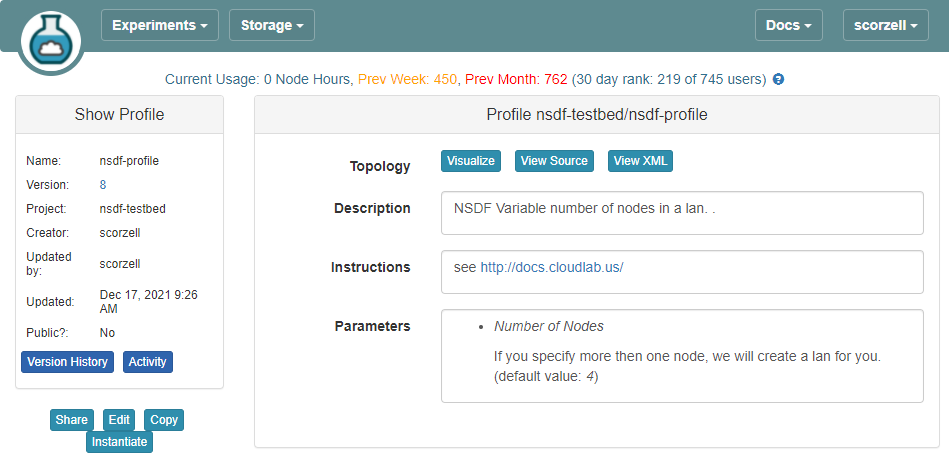 Experiments Storage Docs scorzell
Current Usage: 0 Node Hours, Prev Week: 450, Prev Month: 762 (30 day rank: 219 of 745 users)
Show Profile
Name: nsdf-profile
Version: 8
Project: nsdf-testbed
Creator: scorzell
Updated
by: scorzell
Updated: Dec 17, 2021 9:26
AM
Public?: No
Version History Activity
Share Edit Copy
Instantiate
Profile nsdf-testbed/nsdf-profile
Topology Visualize View Source View XML
Description NSDF Variable number of nodes in a lan. .
Instructions see http://docs.cloudlab.us/
Parameters • Number of Nodes
If you specify more then one node, we will create a lan for you.
(default value: 4)